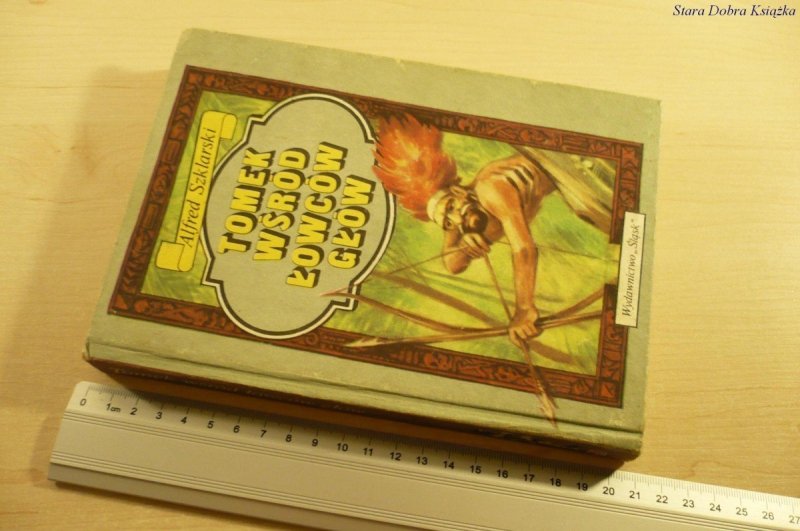 Stara Dobra Książka
Alfred Szklarski
TOMEK
WŚRÓD
ŁOWCÓW
GŁÓW
Wydawnictwo „Śląsk”
0 1cm 2 3 4 5 6 7 8 9 10 11 12 13 14 15 16 17 18 19 20 21 22 23 24 25 26 27